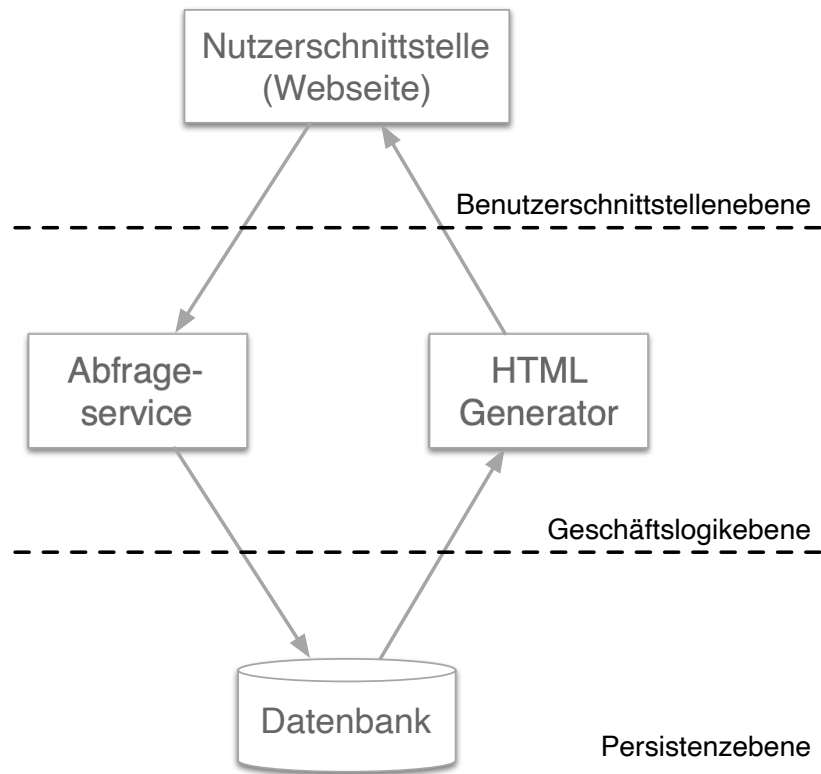 Nutzerschnittstelle
(Webseite)
Benutzerschnittstellenebene
Abfrage-
service
HTML
Generator
Geschäftslogikebene
Datenbank
Persistenzebene